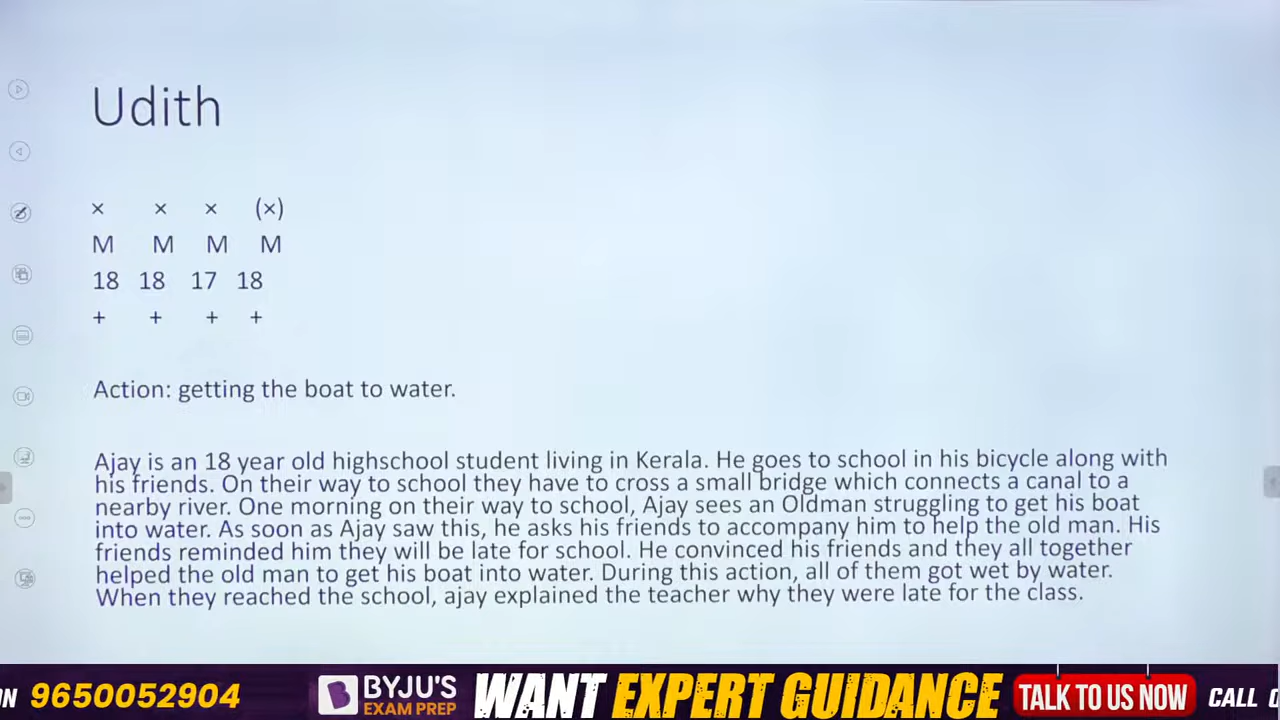 Udith
× × × (×)
M M M M
18 18 17 18
+ + + +
Action: getting the boat to water.
Ajay is an 18 year old highschool student living in Kerala. He goes to school in his bicycle along with
his friends. On their way to school they have to cross a small bridge which connects a canal to a
nearby river. One morning on their way to school, Ajay sees an Oldman struggling to get his boat
into water. As soon as Ajay saw this, he asks his friends to accompany him to help the old man. His
friends reminded him they will be late for school. He convinced his friends and they all together
helped the old man to get his boat into water. During this action, all of them got wet by water.
When they reached the school, ajay explained the teacher why they were late for the class.
ON 9650052904 BYJU'S EXAM PREP WANT EXPERT GUIDANCE TALK TO US NOW CALL